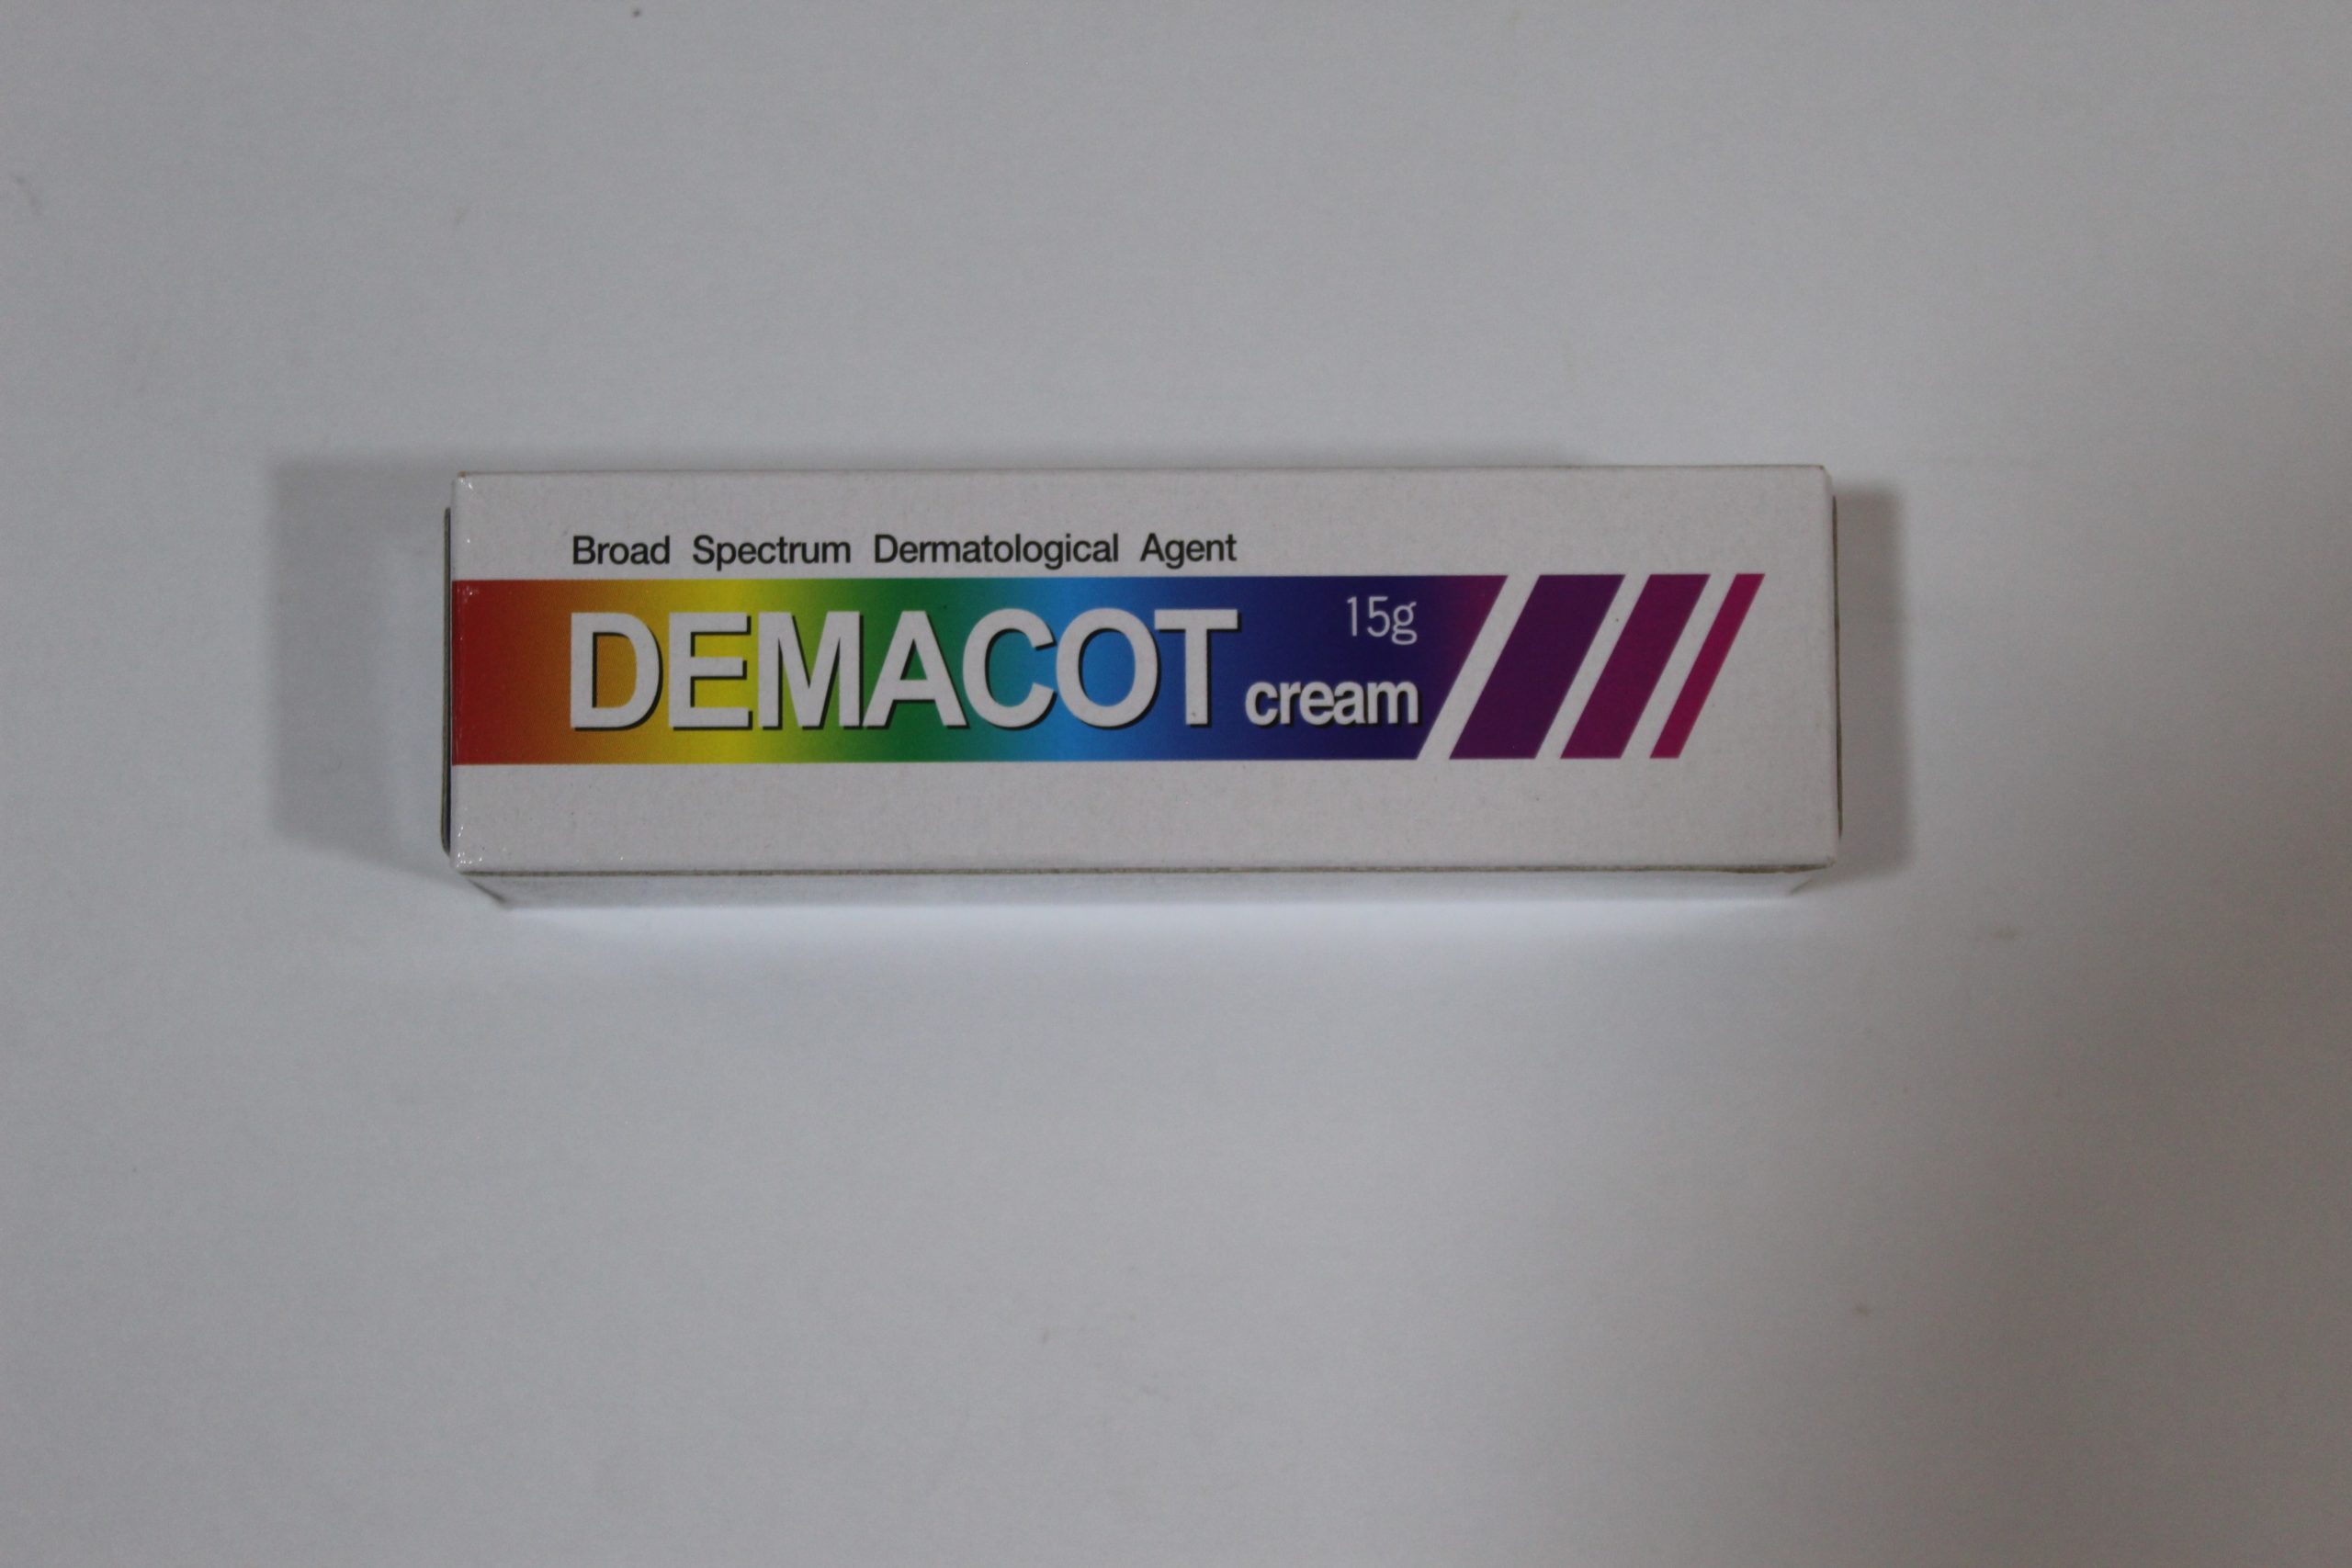 Broad Spectrum Dermatological Agent
DEMACOT cream 15g